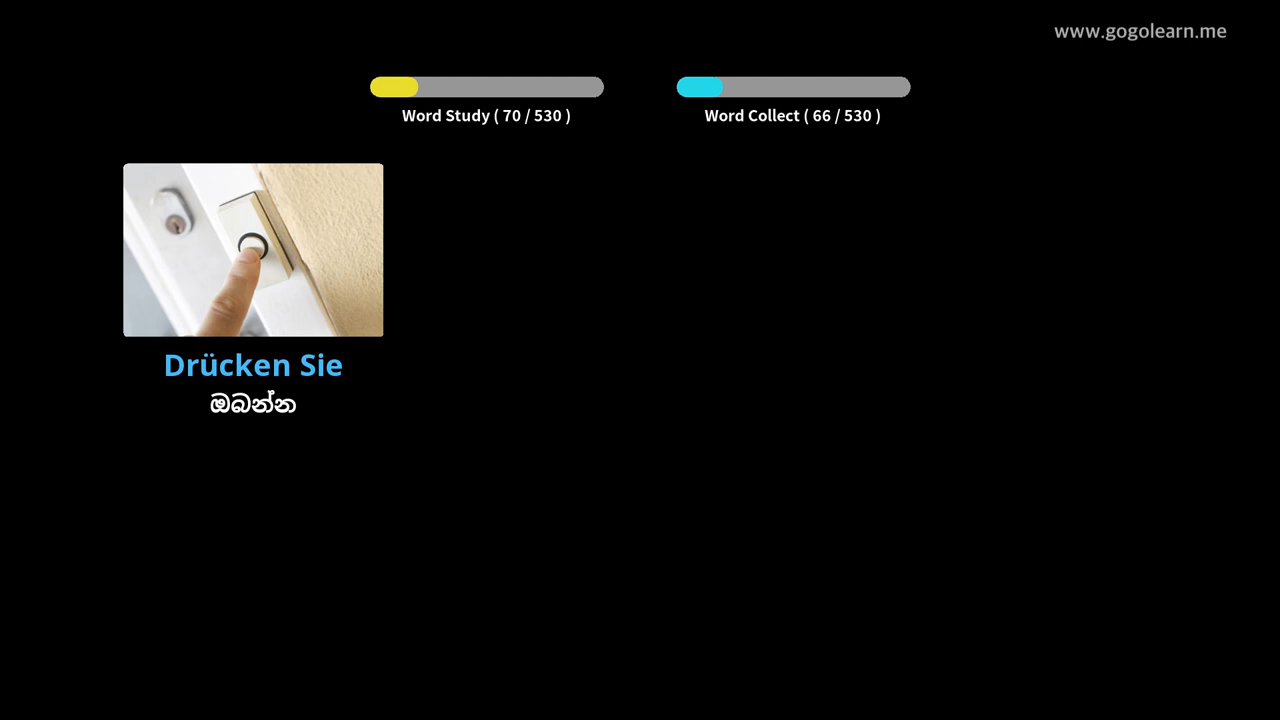 www.gogolearn.me
Word Study ( 70 / 530 )
Word Collect ( 66 / 530 )
Drücken Sie
ඔබන්න